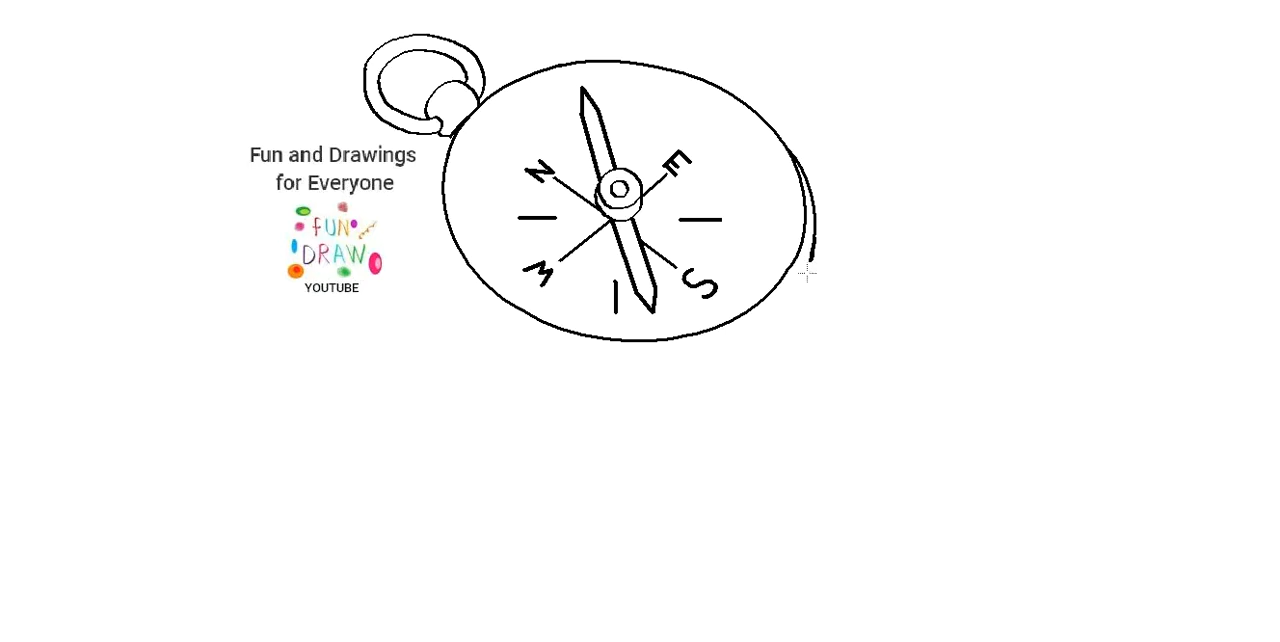 Fun and Drawings
for Everyone
FUN
DRAW
YOUTUBE
N
E
W
S